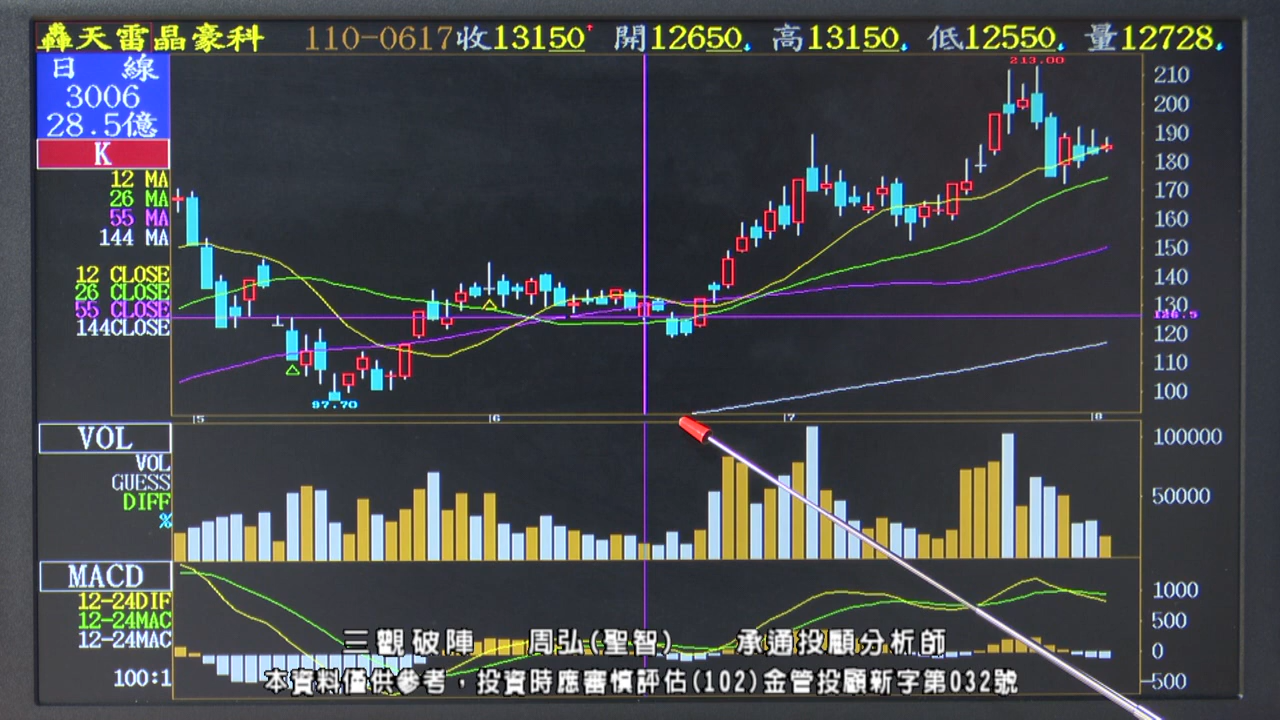 轟天雷晶豪科 110-0617收13150 開12650 高13150 低12550 量12728
日 線
3006
28.5億
K
12 MA
26 MA
55 MA
144 MA
12 CLOSE
26 CLOSE
55 CLOSE
144CLOSE
213.00
97.70
210
200
190
180
170
160
150
140
130
126.5
120
110
100
5
6
7
8
VOL
VOL
GUESS
DIFF
%
100000
50000
MACD
12-24DIF
12-24MAC
12-24MAC
100:1
1000
500
0
-500
三觀破陣 周弘(聖智) 承通投顧分析師
本資料僅供參考，投資時應審慎評估(102)金管投顧新字第032號